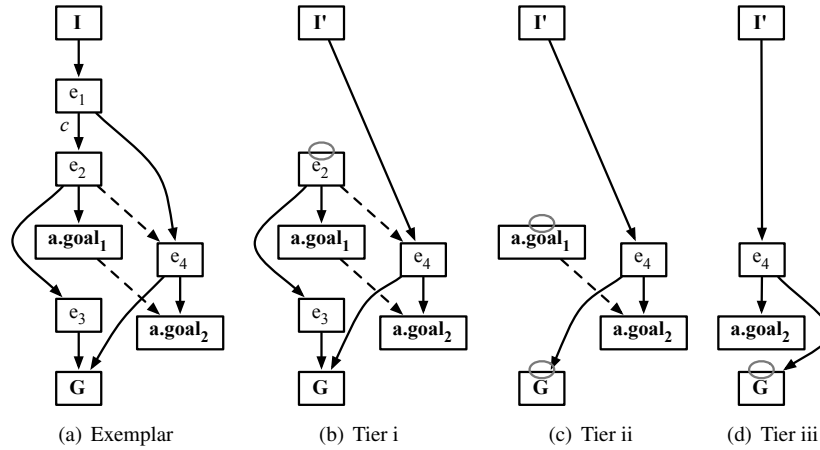 I I' I' I'
e₁
c
e₂ e₂
a.goal₁ a.goal₁ a.goal₁
e₄ e₄ e₄ e₄
e₃ e₃
a.goal₂ a.goal₂ a.goal₂ a.goal₂
G G G G
(a) Exemplar (b) Tier i (c) Tier ii (d) Tier iii